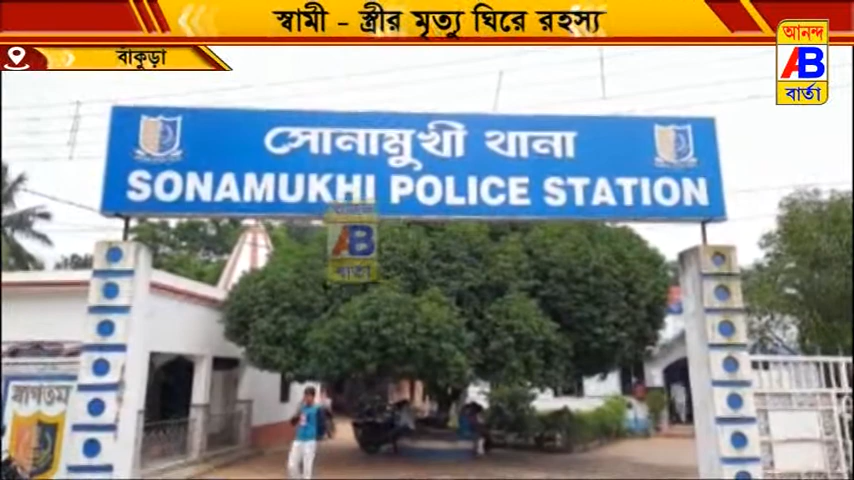 স্বামী - স্ত্রীর মৃত্যু ঘিরে রহস্য
বাঁকুড়া
আনন্দ
AB
বার্তা
সোনামুখী থানা
SONAMUKHI POLICE STATION
AB
বার্তা
স্বাগতম